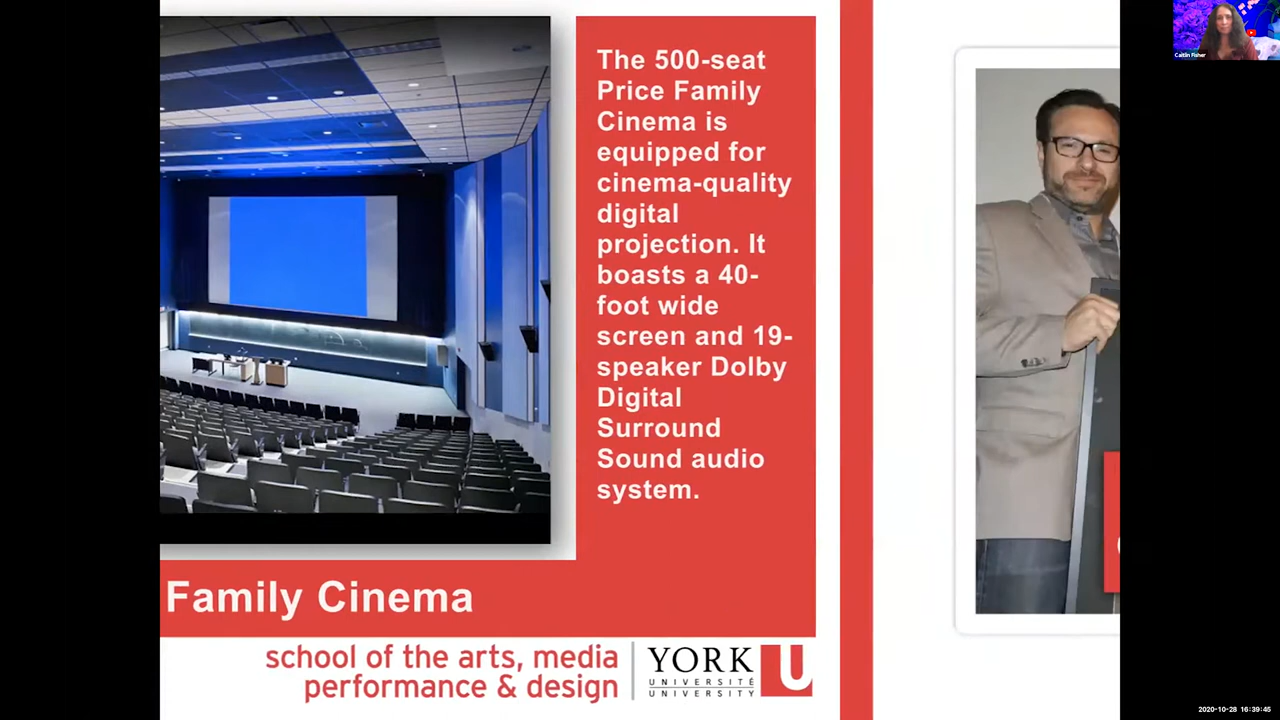 The 500-seat
Price Family
Cinema is
equipped for
cinema-quality
digital
projection. It
boasts a 40-
foot wide
screen and 19-
speaker Dolby
Digital
Surround
Sound audio
system.
Family Cinema
school of the arts, media
performance & design
YORK
UNIVERSITÉ
UNIVERSITY
U
Caitlin Fisher
2020-10-28 16:39:45